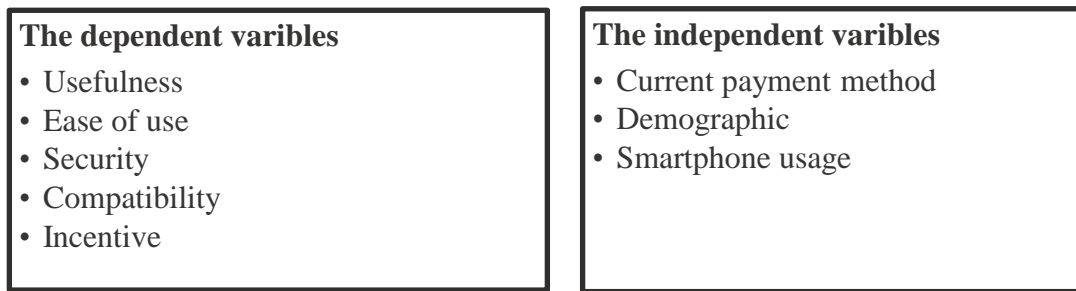 The dependent varibles
• Usefulness
• Ease of use
• Security
• Compatibility
• Incentive
The independent varibles
• Current payment method
• Demographic
• Smartphone usage